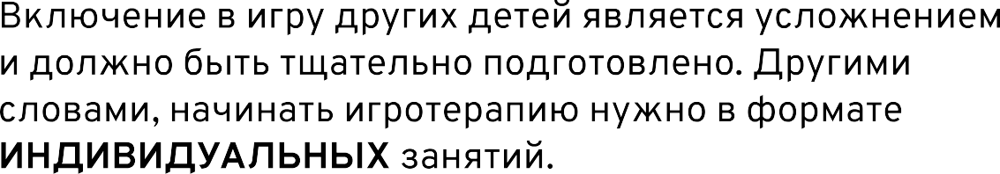 Включение в игру других детей является усложнением
и должно быть тщательно подготовлено. Другими
словами, начинать игротерапию нужно в формате
ИНДИВИДУАЛЬНЫХ занятий.